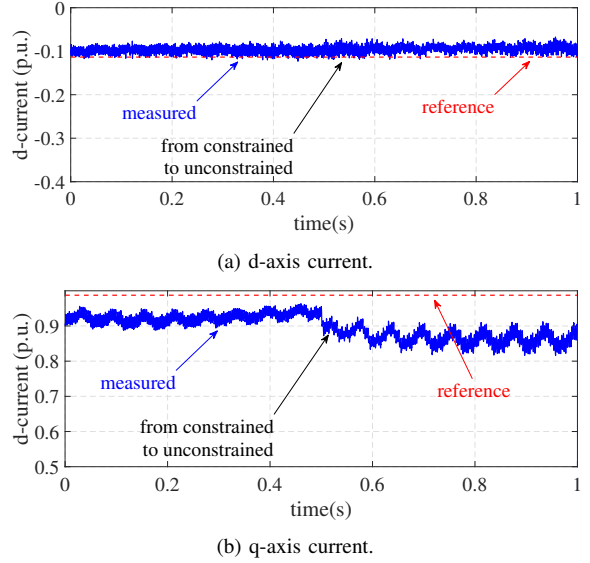 0
-0.1
-0.2
-0.3
-0.4
d-current (p.u.)
measured
from constrained
to unconstrained
reference
0 0.2 0.4 0.6 0.8 1
time(s)
(a) d-axis current.
0.9
0.8
0.7
0.6
0.5
d-current (p.u.)
measured
from constrained
to unconstrained
reference
0 0.2 0.4 0.6 0.8 1
time(s)
(b) q-axis current.